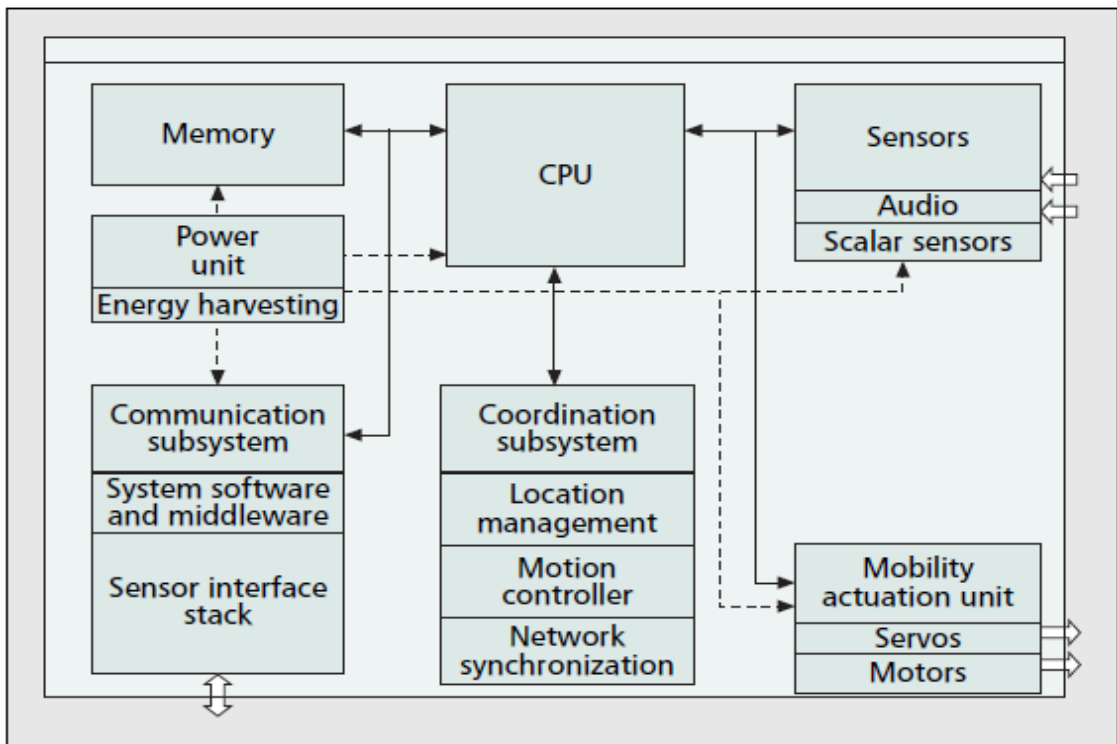 Memory
CPU
Sensors
Audio
Scalar sensors
Power
unit
Energy harvesting
Communication
subsystem
System software
and middleware
Sensor interface
stack
Coordination
subsystem
Location
management
Motion
controller
Network
synchronization
Mobility
actuation unit
Servos
Motors